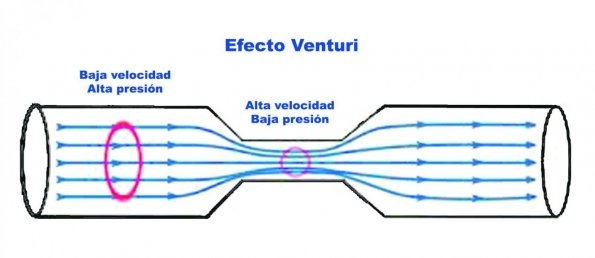 Efecto Venturi
Baja velocidad
Alta presión
Alta velocidad
Baja presión